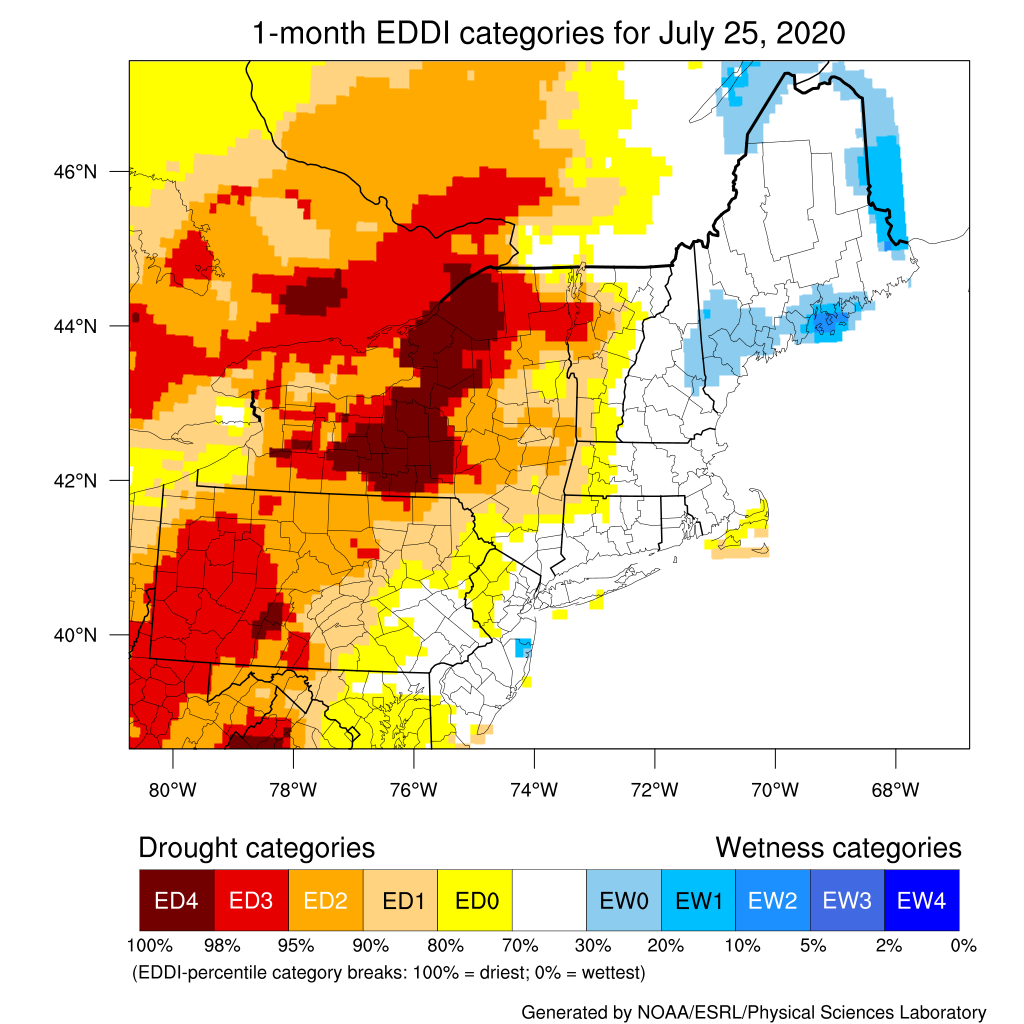 1-month EDDI categories for July 25, 2020
46°N
44°N
42°N
40°N
80°W 78°W 76°W 74°W 72°W 70°W 68°W
Drought categories Wetness categories
ED4 ED3 ED2 ED1 ED0 EW0 EW1 EW2 EW3 EW4
100% 98% 95% 90% 80% 70% 30% 20% 10% 5% 2% 0%
(EDDI-percentile category breaks: 100% = driest; 0% = wettest)
Generated by NOAA/ESRL/Physical Sciences Laboratory